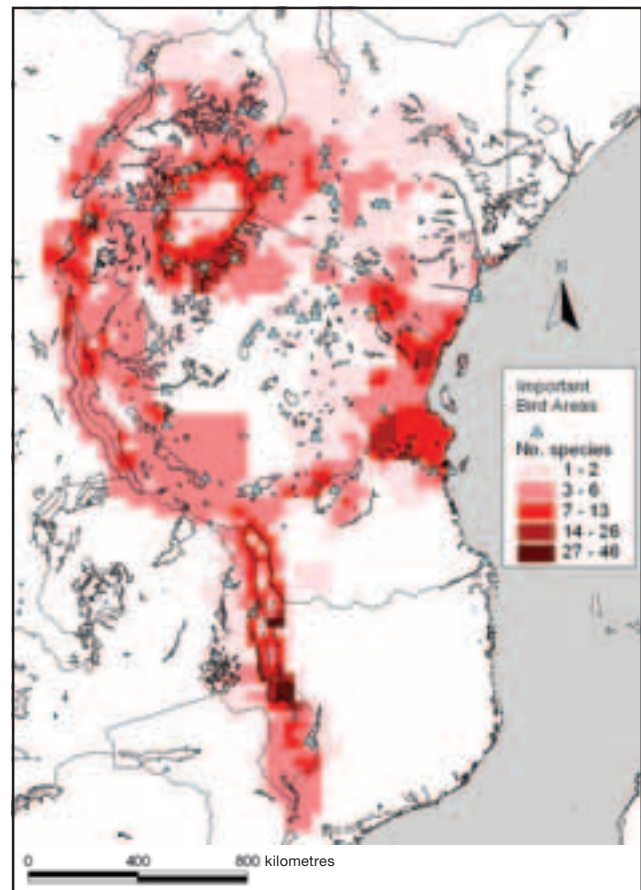 N
Important
Bird Areas
No. species
1 - 2
3 - 6
7 - 13
14 - 26
27 - 46
0 400 800 kilometres